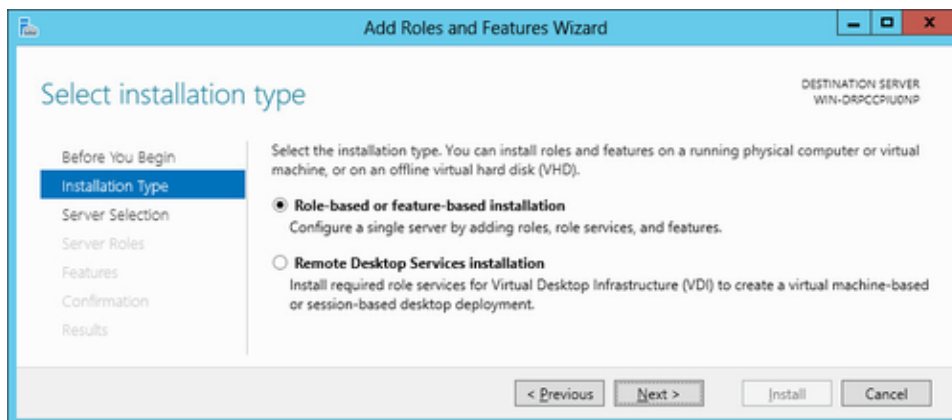 Add Roles and Features Wizard
Select installation type
DESTINATION SERVER
WIN-DRPCCPIU0NP
Before You Begin
Installation Type
Server Selection
Server Roles
Features
Confirmation
Results
Select the installation type. You can install roles and features on a running physical computer or virtual
machine, or on an offline virtual hard disk (VHD).
Role-based or feature-based installation
Configure a single server by adding roles, role services, and features.
Remote Desktop Services installation
Install required role services for Virtual Desktop Infrastructure (VDI) to create a virtual machine-based
or session-based desktop deployment.
< Previous
Next >
Install
Cancel